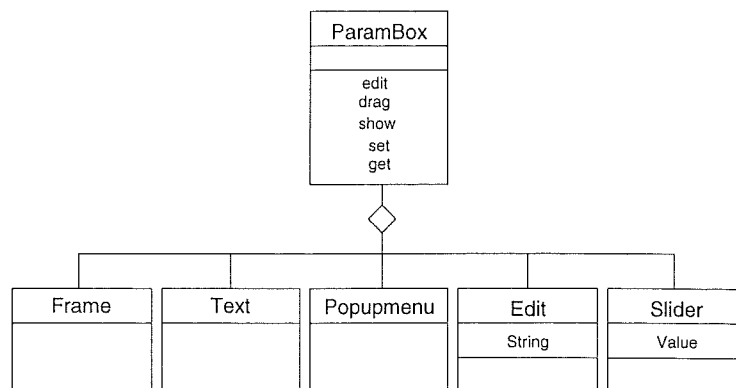 ParamBox
edit
drag
show
set
get
Frame
Text
Popupmenu
Edit
Slider
String
Value